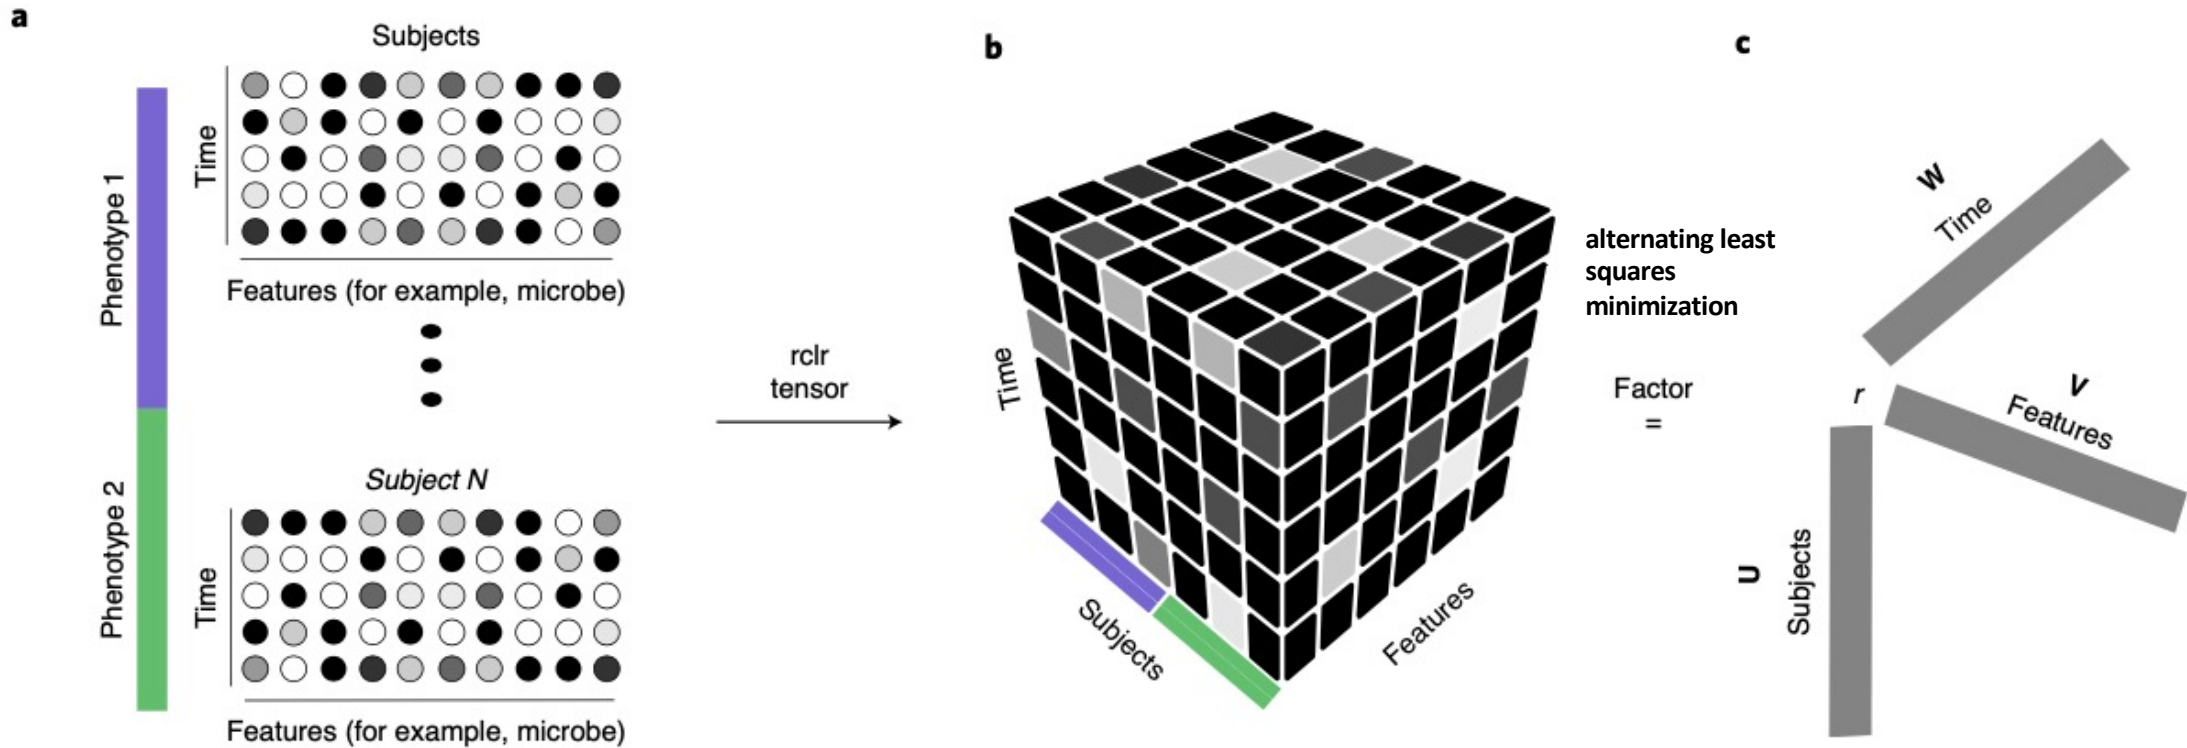 a
Subjects
Phenotype 1
Time
Features (for example, microbe)
Phenotype 2
Subject N
Time
Features (for example, microbe)
rclr
tensor
b
Time
Subjects
Features
alternating least
squares
minimization
Factor
=
c
W
Time
r
V
Features
U
Subjects